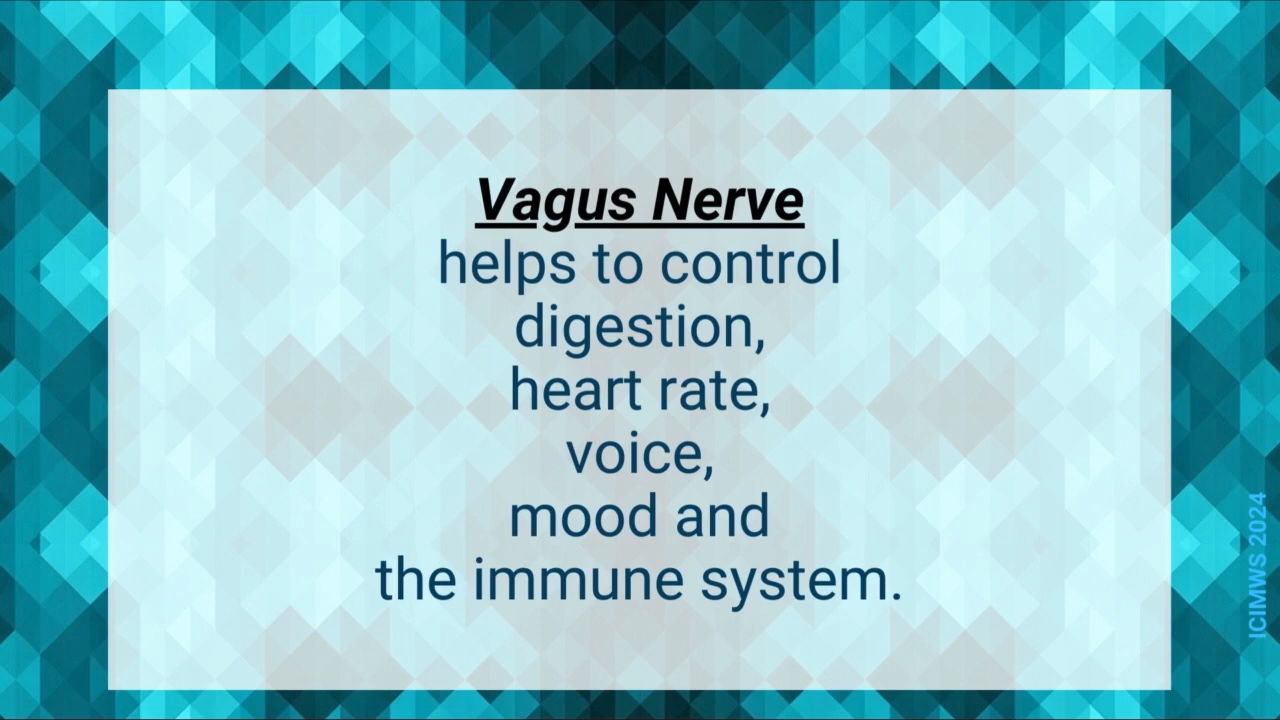 Vagus Nerve
helps to control
digestion,
heart rate,
voice,
mood and
the immune system.
ICIMWS 2024